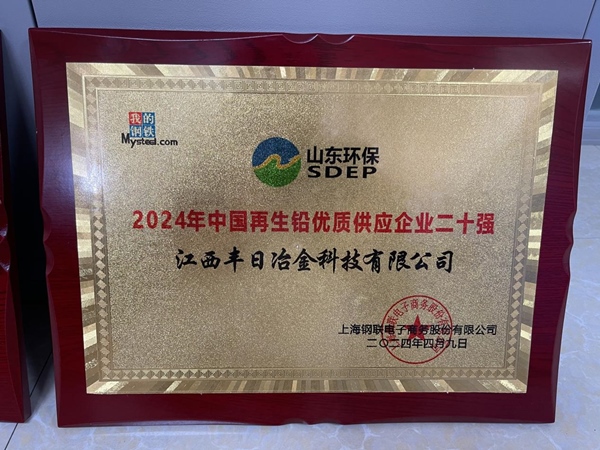 我的
钢铁
Mysteel.com
山东环保
SDEP
2024年中国再生铅优质供应企业二十强
江西丰日冶金科技有限公司
上海钢联电子商务股份有限公司
二〇二四年四月九日